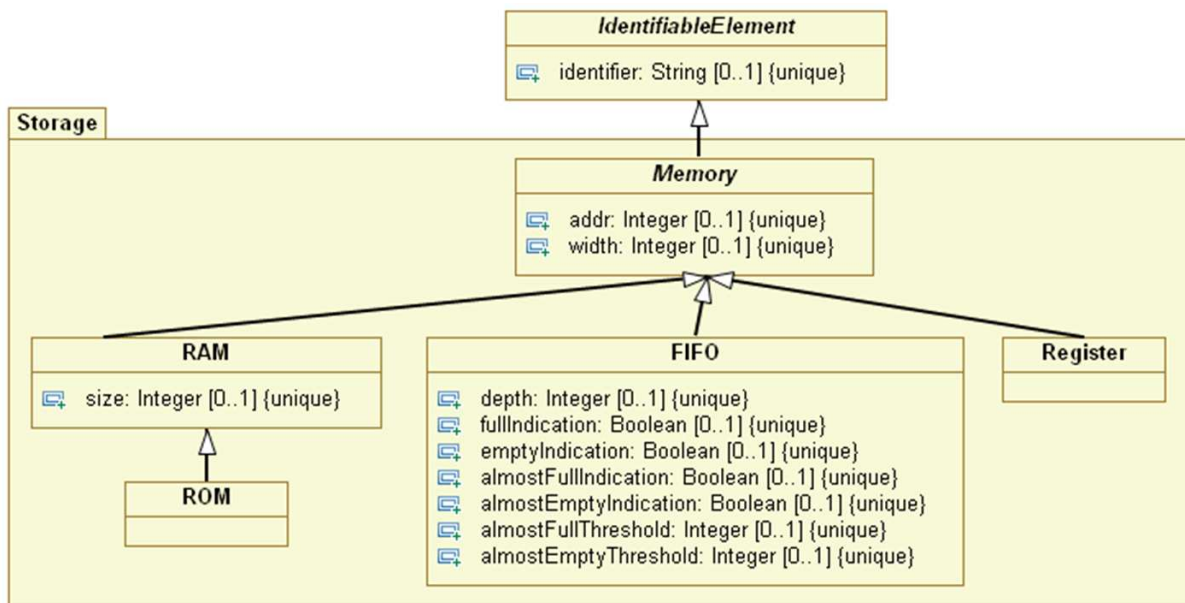 IdentifiableElement
identifier: String [0..1] {unique}
Storage
Memory
addr: Integer [0..1] {unique}
width: Integer [0..1] {unique}
RAM
size: Integer [0..1] {unique}
ROM
FIFO
depth: Integer [0..1] {unique}
fullIndication: Boolean [0..1] {unique}
emptyIndication: Boolean [0..1] {unique}
almostFullIndication: Boolean [0..1] {unique}
almostEmptyIndication: Boolean [0..1] {unique}
almostFullThreshold: Integer [0..1] {unique}
almostEmptyThreshold: Integer [0..1] {unique}
Register